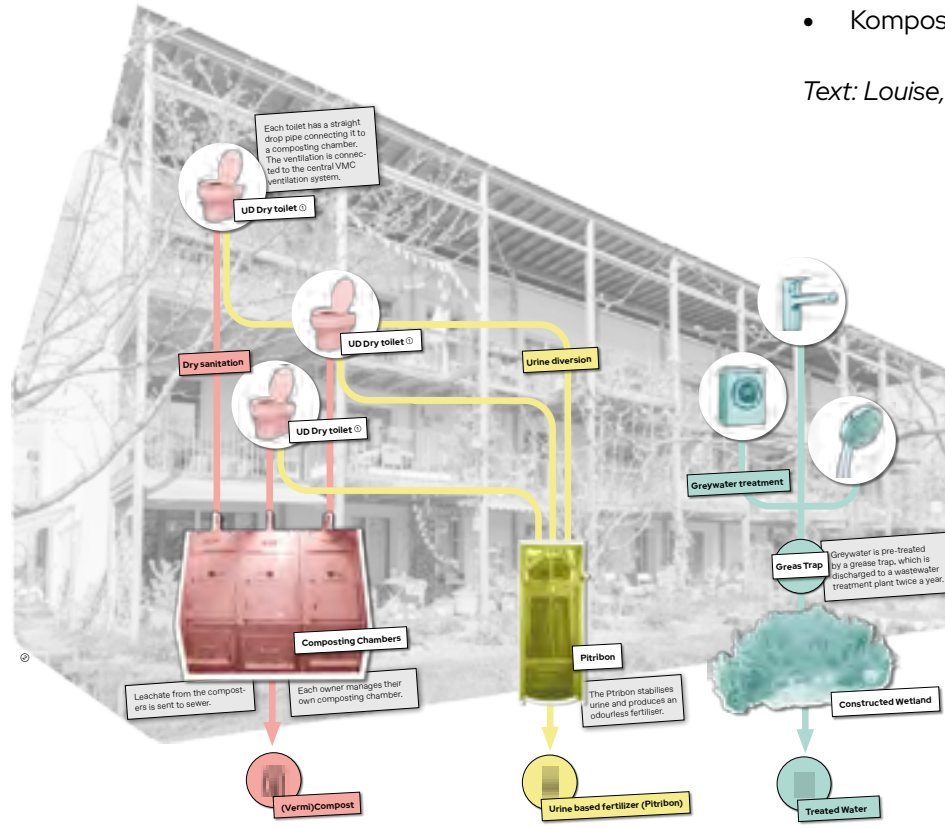 • Kompos
Text: Louise,
Each toilet has a straight
drop pipe connecting it to
a composting chamber.
The ventilation is connec-
ted to the central VMC
ventilation system.
UD Dry toilet ①
UD Dry toilet ①
Dry sanitation
Urine diversion
UD Dry toilet ①
Greywater treatment
Greas Trap
Greywater is pre-treated
by a grease trap, which is
discharged to a wastewater
treatment plant twice a year.
Composting Chambers
Pitribon
Leachate from the compost-
ers is sent to sewer.
Each owner manages their
own composting chamber.
The Ptribon stabilises
urine and produces an
odourless fertiliser.
Constructed Wetland
(Vermi)Compost
Urine based fertilizer (Pitribon)
Treated Water